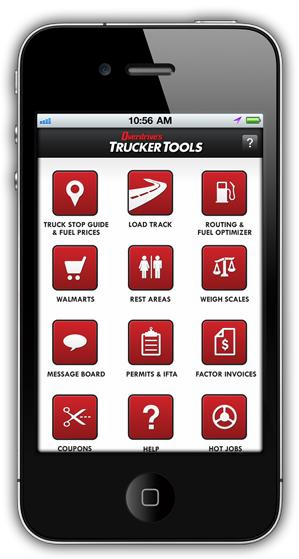 10:56 AM
Overdrive's
TRUCKER TOOLS
?
TRUCK STOP GUIDE
& FUEL PRICES
LOAD TRACK
ROUTING &
FUEL OPTIMIZER
WALMARTS
REST AREAS
WEIGH SCALES
$
MESSAGE BOARD
PERMITS & IFTA
FACTOR INVOICES
?
COUPONS
HELP
HOT JOBS